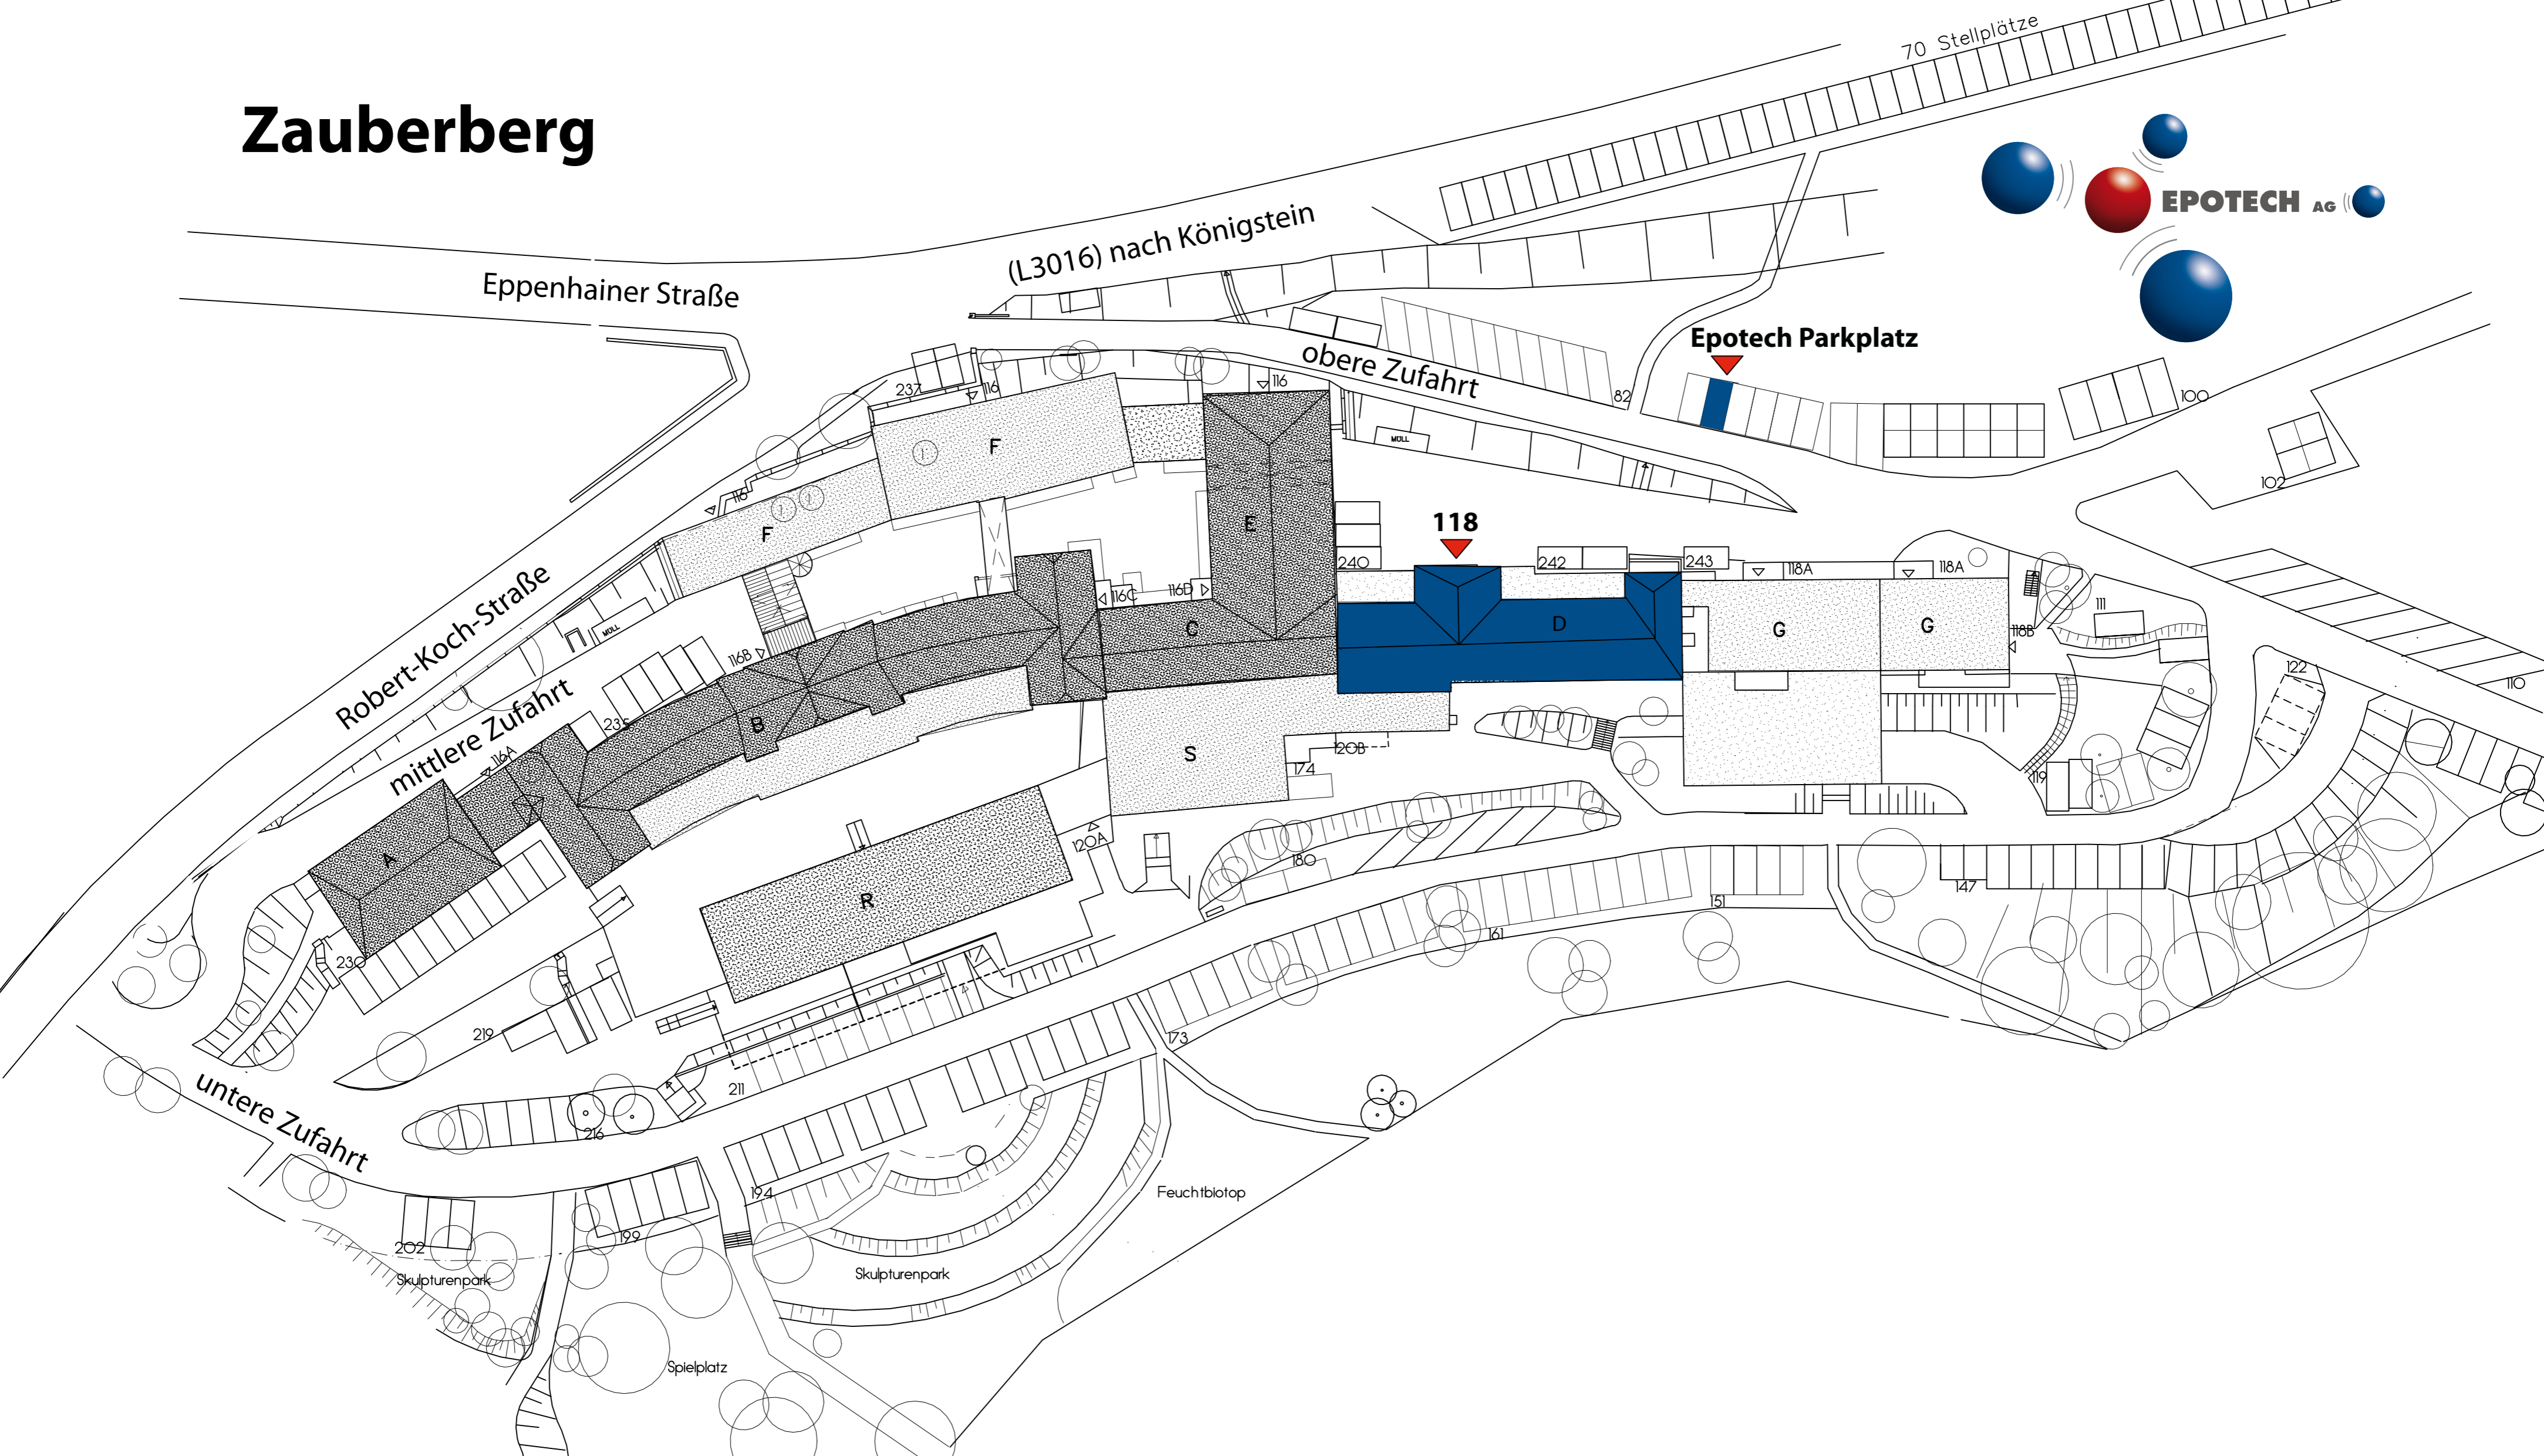 70 Stellplätze
Zauberberg
EPOTECH AG
(L3016) nach Königstein
Eppenhainer Straße
Epotech Parkplatz
obere Zufahrt
237
116
116
82
100
MÜLL
F
102
116
F
E
118
240
242
243
118A
118A
Robert-Koch-Straße
116C
116D
111
MÜLL
C
D
G
G
118B
116B
122
110
mittlere Zufahrt
235
B
116A
S
120B
174
119
A
120A
180
R
147
151
161
230
219
173
211
untere Zufahrt
216
194
Feuchtbiotop
199
202
Skulpturenpark
Skulpturenpark
Spielplatz